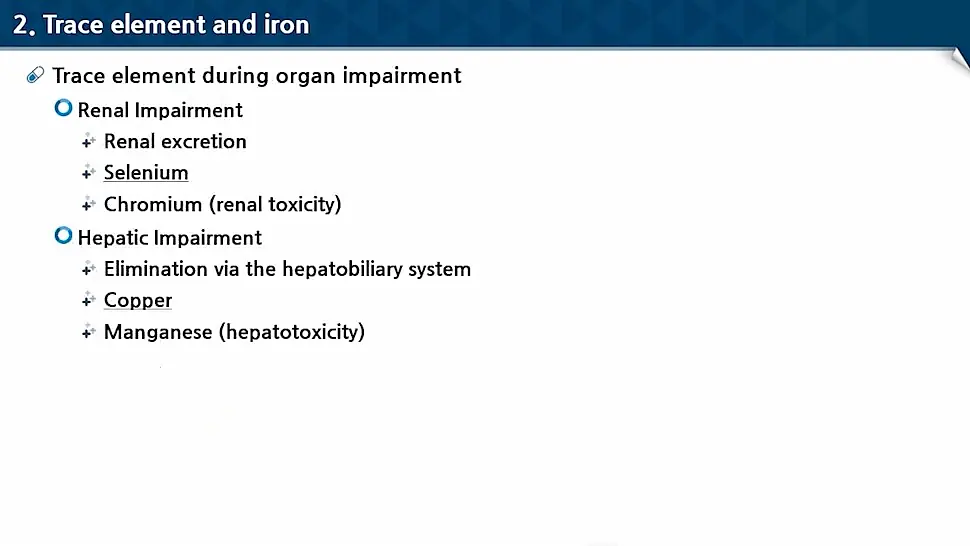 2. Trace element and iron
Trace element during organ impairment
Renal Impairment
Renal excretion
Selenium
Chromium (renal toxicity)
Hepatic Impairment
Elimination via the hepatobiliary system
Copper
Manganese (hepatotoxicity)